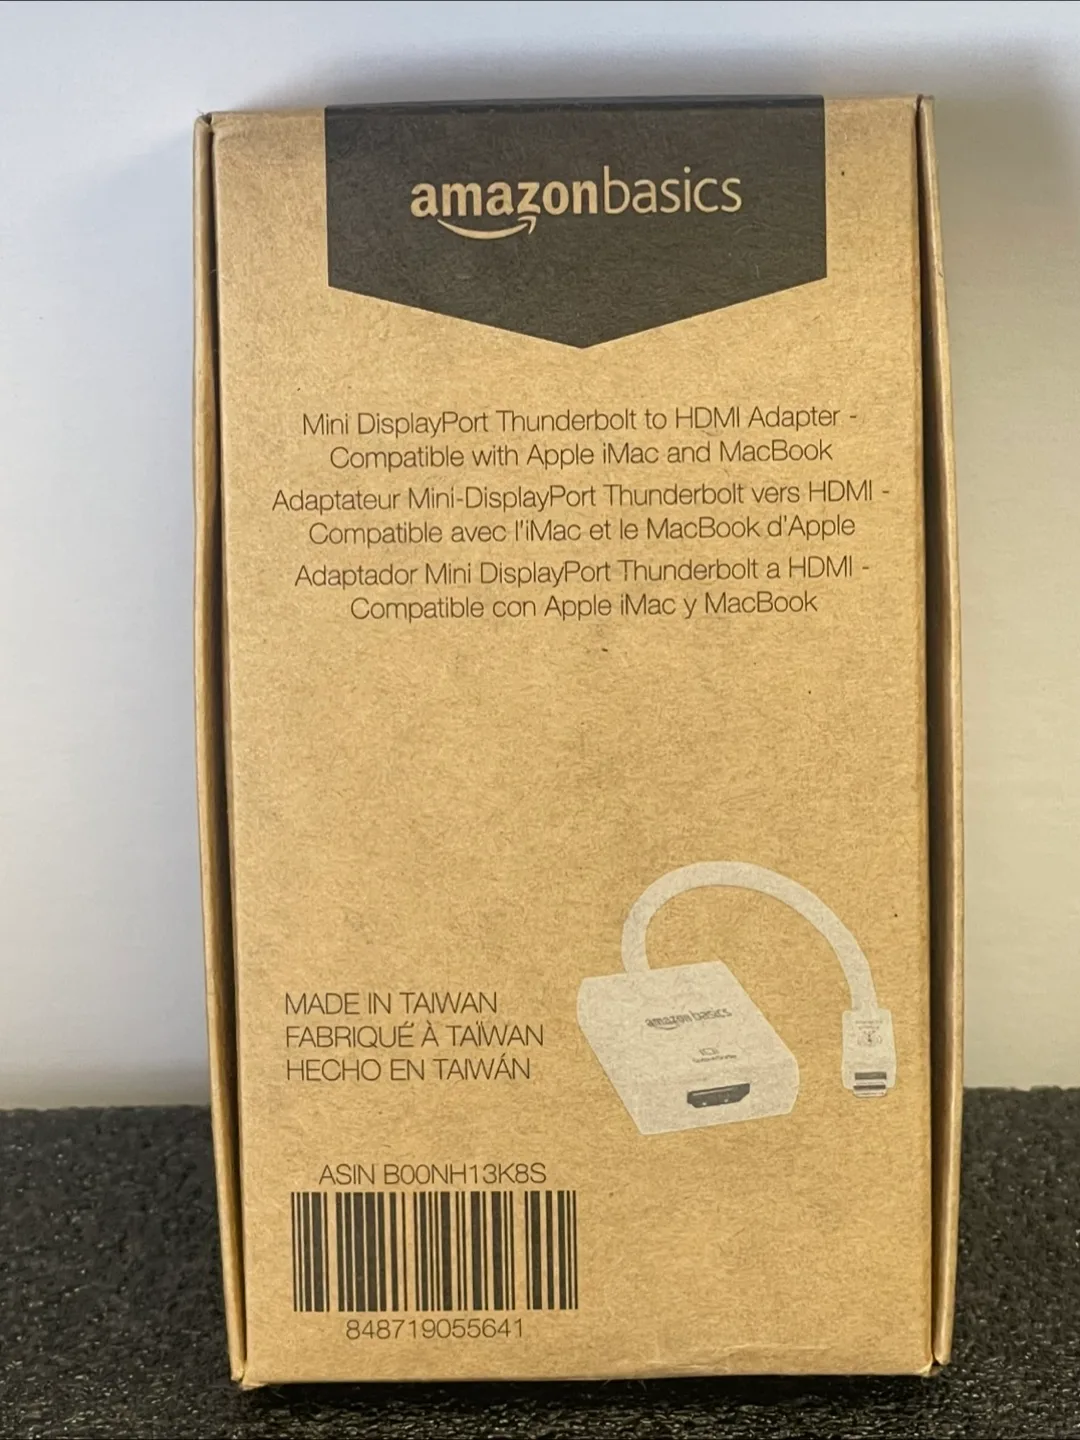 amazonbasics
Mini DisplayPort Thunderbolt to HDMI Adapter -
Compatible with Apple iMac and MacBook
Adaptateur Mini-DisplayPort Thunderbolt vers HDMI -
Compatible avec l'iMac et le MacBook d'Apple
Adaptador Mini DisplayPort Thunderbolt a HDMI -
Compatible con Apple iMac y MacBook
amazonbasics
MADE IN TAIWAN
FABRIQUÉ À TAÏWAN
HECHO EN TAIWÁN
ASIN B00NH13K8S
848719055641